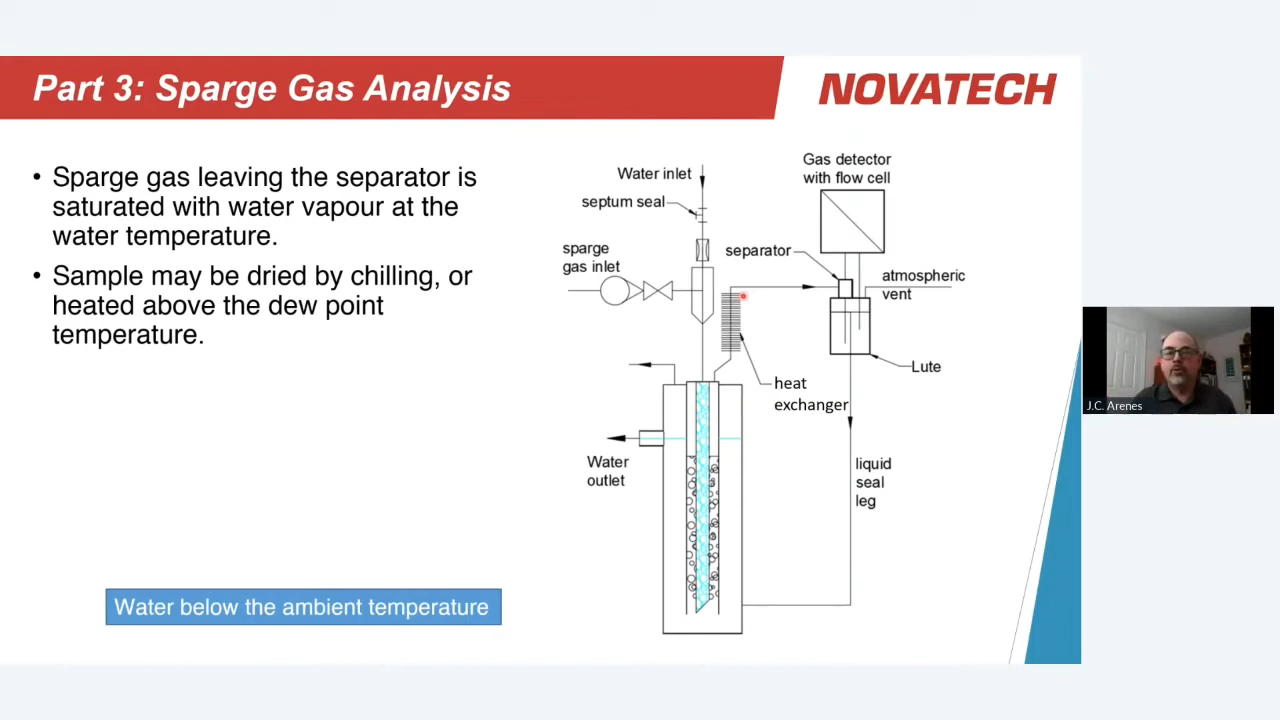 Part 3: Sparge Gas Analysis
NOVATECH
• Sparge gas leaving the separator is
saturated with water vapour at the
water temperature.
• Sample may be dried by chilling, or
heated above the dew point
temperature.
Water below the ambient temperature
Water inlet
septum seal
sparge
gas inlet
Gas detector
with flow cell
separator
atmospheric
vent
Lute
heat
exchanger
Water
outlet
liquid
seal
leg
J.C. Arenes